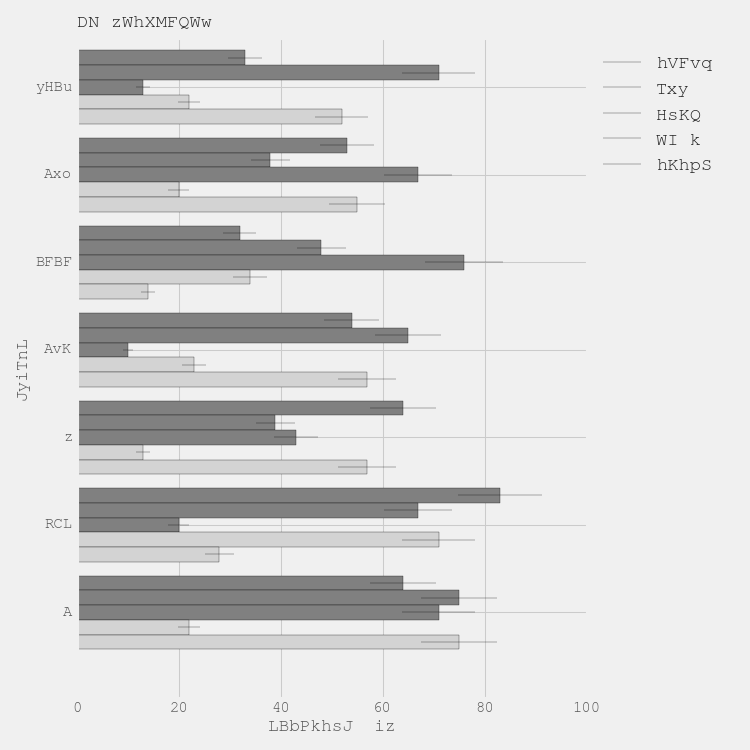 DN zWhXMFQWw
hVFvq
Txy
HsKQ
WI k
hKhpS
yHBu
Axo
BFBF
AvK
z
RCL
A
JyiTnL
0 20 40 60 80 100
LBbPkhsJ  iz